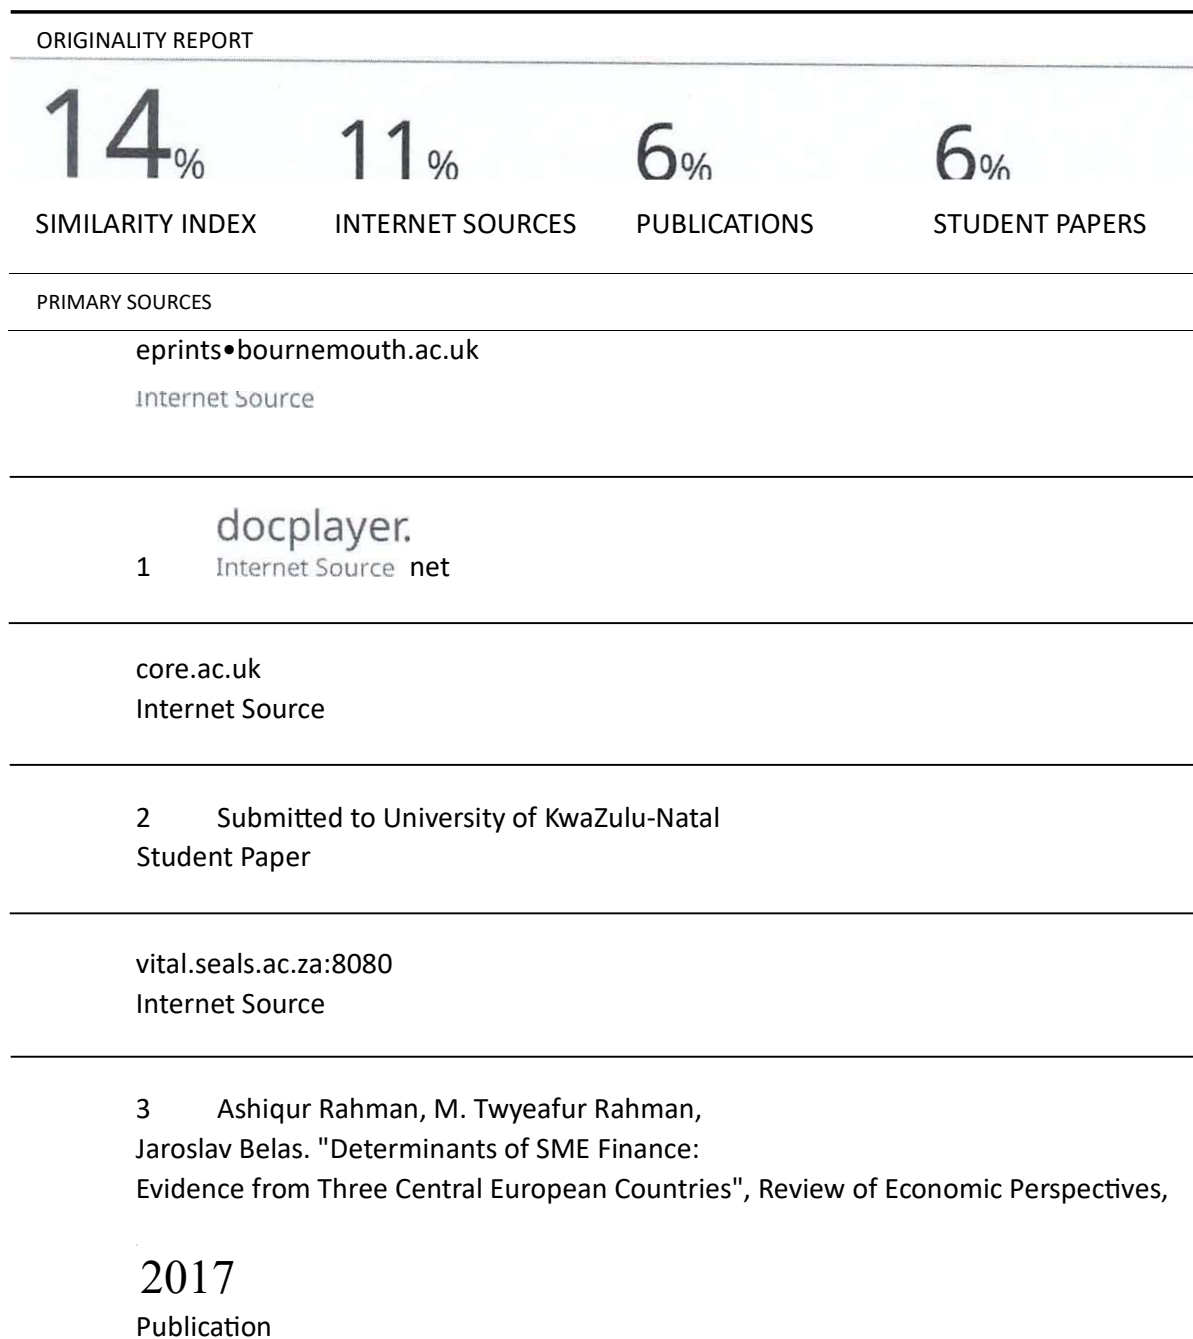 ORIGINALITY REPORT
14% 11% 6% 6%
SIMILARITY INDEX INTERNET SOURCES PUBLICATIONS STUDENT PAPERS
PRIMARY SOURCES
eprints•bournemouth.ac.uk
Internet Source
docplayer.
1 Internet Source net
core.ac.uk
Internet Source
2 Submitted to University of KwaZulu-Natal
Student Paper
vital.seals.ac.za:8080
Internet Source
3 Ashiqur Rahman, M. Twyeafur Rahman,
Jaroslav Belas. "Determinants of SME Finance:
Evidence from Three Central European Countries", Review of Economic Perspectives,
2017
Publication